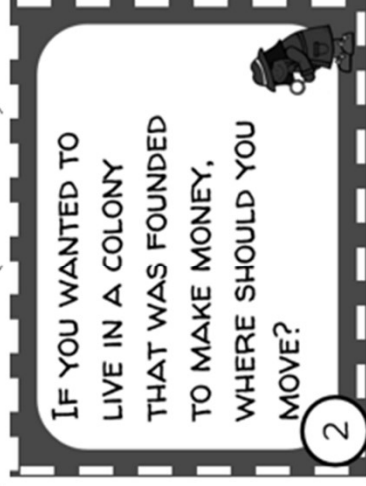 If you wanted to
live in a colony
that was founded
to make money,
where should you
move?
2